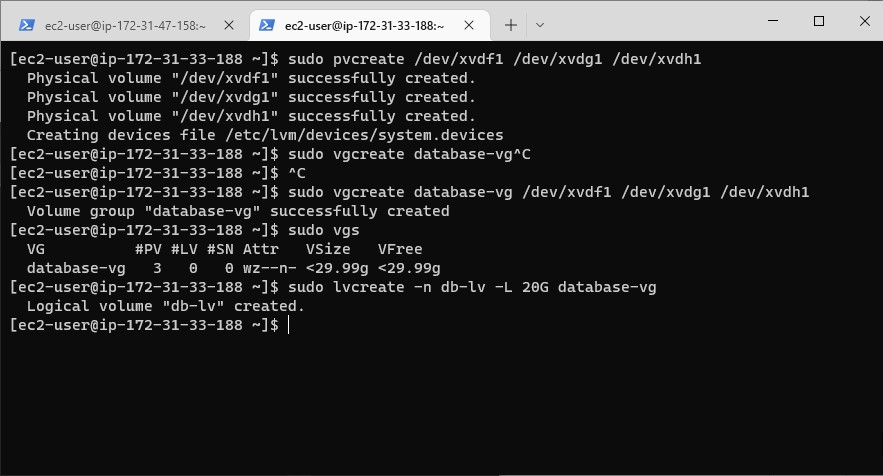 ec2-user@ip-172-31-47-158:~
ec2-user@ip-172-31-33-188:~
[ec2-user@ip-172-31-33-188 ~]$ sudo pvcreate /dev/xvdf1 /dev/xvdg1 /dev/xvdh1
  Physical volume "/dev/xvdf1" successfully created.
  Physical volume "/dev/xvdg1" successfully created.
  Physical volume "/dev/xvdh1" successfully created.
  Creating devices file /etc/lvm/devices/system.devices
[ec2-user@ip-172-31-33-188 ~]$ sudo vgcreate database-vg^C
[ec2-user@ip-172-31-33-188 ~]$ ^C
[ec2-user@ip-172-31-33-188 ~]$ sudo vgcreate database-vg /dev/xvdf1 /dev/xvdg1 /dev/xvdh1
  Volume group "database-vg" successfully created
[ec2-user@ip-172-31-33-188 ~]$ sudo vgs
  VG          #PV #LV #SN Attr   VSize   VFree
  database-vg   3   0   0 wz--n- <29.99g <29.99g
[ec2-user@ip-172-31-33-188 ~]$ sudo lvcreate -n db-lv -L 20G database-vg
  Logical volume "db-lv" created.
[ec2-user@ip-172-31-33-188 ~]$